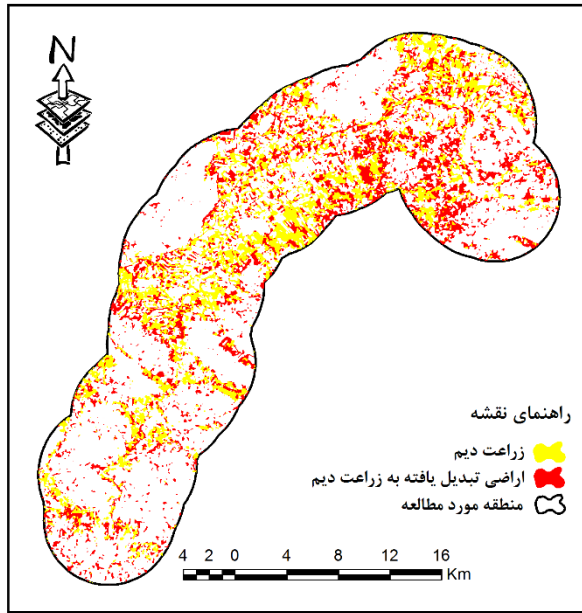 N
راهنمای نقشه
زراعت دیم
اراضی تبدیل یافته به زراعت دیم
منطقه مورد مطالعه
4 2 0 4 8 12 16
Km